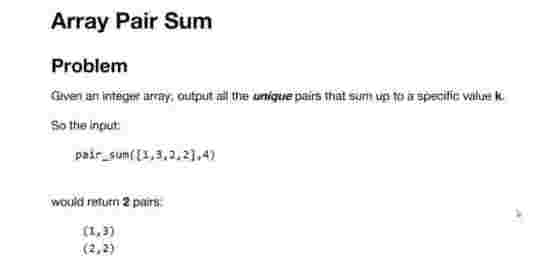 Array Pair Sum
Problem
Given an integer array, output all the unique pairs that sum up to a specific value k.
So the input:
pair_sum([1,3,2,2],4)
would return 2 pairs:
(1,3)
(2,2)